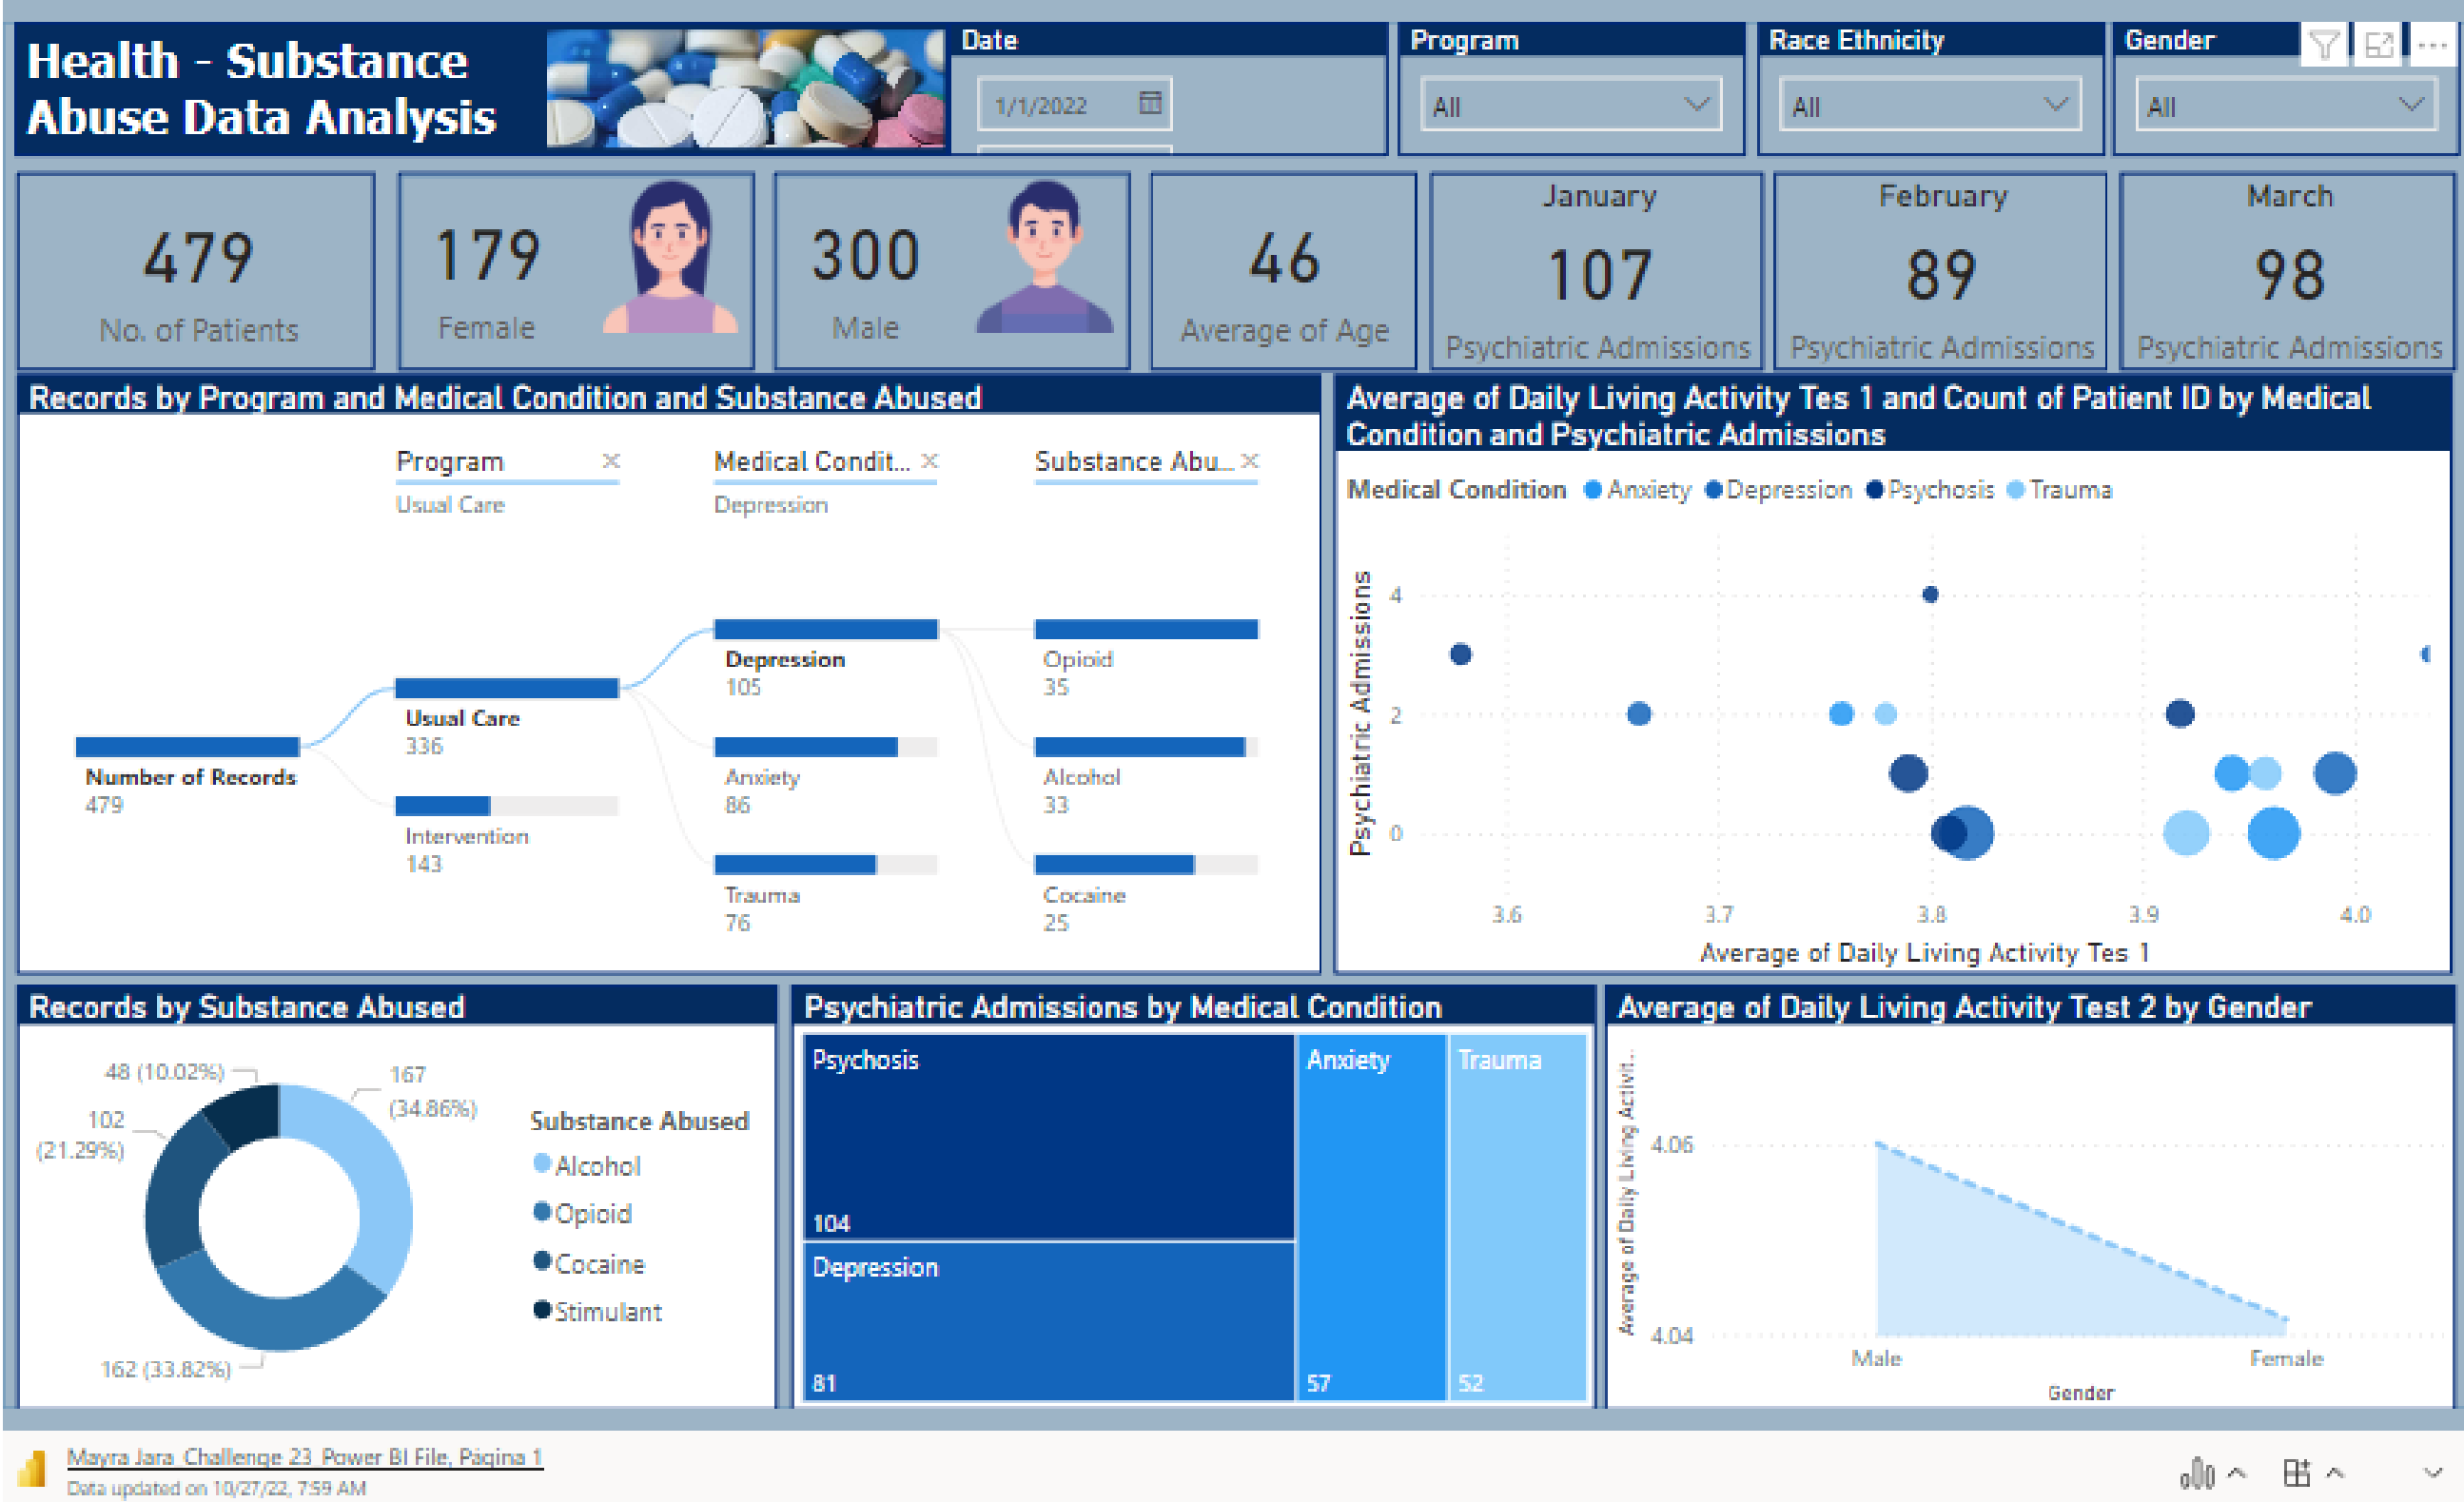 Health - Substance
Abuse Data Analysis
Date
1/1/2022
Program
All
Race Ethnicity
All
Gender
All
479
No. of Patients
179
Female
300
Male
46
Average of Age
January
107
Psychiatric Admissions
February
89
Psychiatric Admissions
March
98
Psychiatric Admissions
Records by Program and Medical Condition and Substance Abused
Program
Usual Care
Medical Condit...
Depression
Substance Abu...
Number of Records
479
Usual Care
336
Intervention
143
Depression
105
Anxiety
86
Trauma
76
Opioid
35
Alcohol
33
Cocaine
25
Average of Daily Living Activity Tes 1 and Count of Patient ID by Medical
Condition and Psychiatric Admissions
Medical Condition Anxiety Depression Psychosis Trauma
Psychiatric Admissions
4
2
0
3.6 3.7 3.8 3.9 4.0
Average of Daily Living Activity Tes 1
Records by Substance Abused
48 (10.02%)
167
(34.86%)
102
(21.29%)
162 (33.82%)
Substance Abused
Alcohol
Opioid
Cocaine
Stimulant
Psychiatric Admissions by Medical Condition
Psychosis
104
Depression
81
Anxiety
57
Trauma
52
Average of Daily Living Activity Test 2 by Gender
Average of Daily Living Activit...
4.06
4.04
Male Female
Gender
Mayra Jara_Challenge 23_Power BI File, Página 1
Data updated on 10/27/22, 7:59 AM